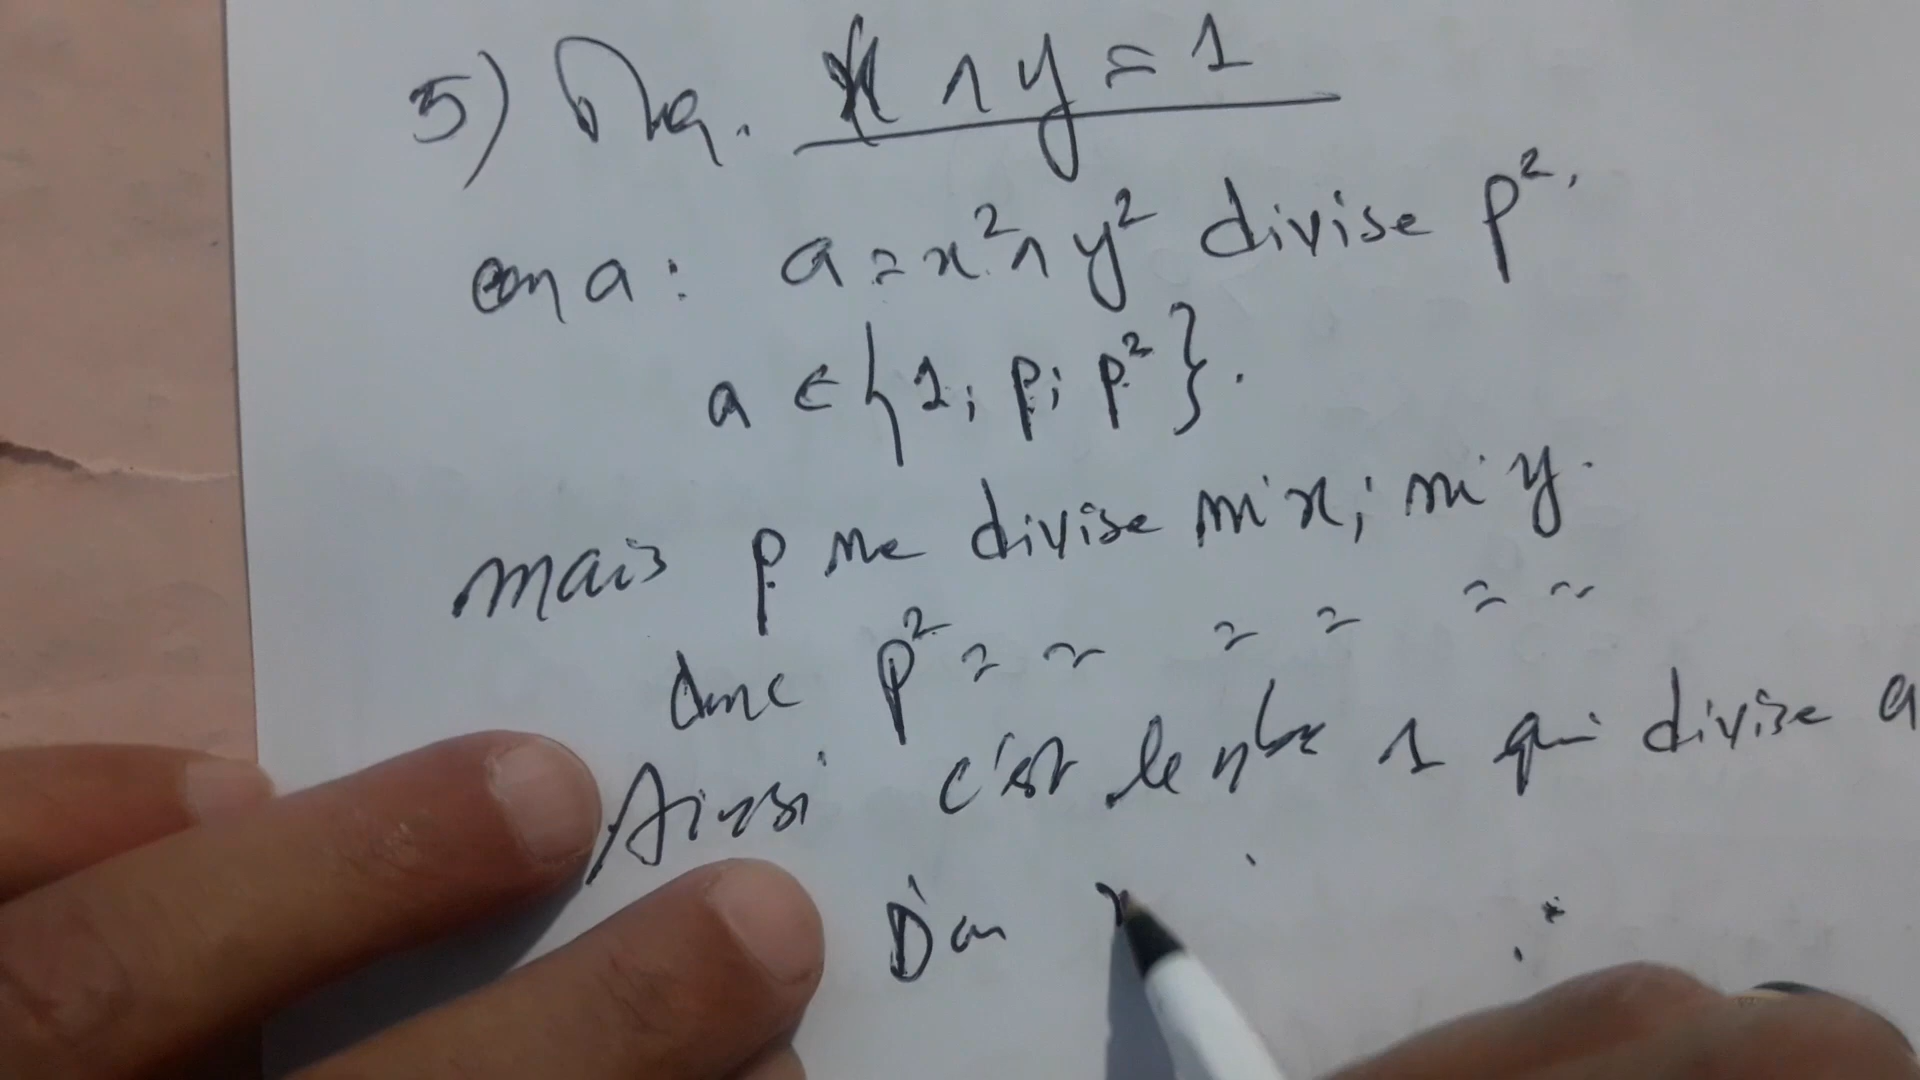 5) Mq. x ∧ y = 1
on a : a = x² ∧ y² divise p².
a ∈ {1; p; p²}.
mais p ne divise ni x; ni y.
donc p² = = = = = =
Ainsi c'est le nbre 1 qui divise a
D'où x